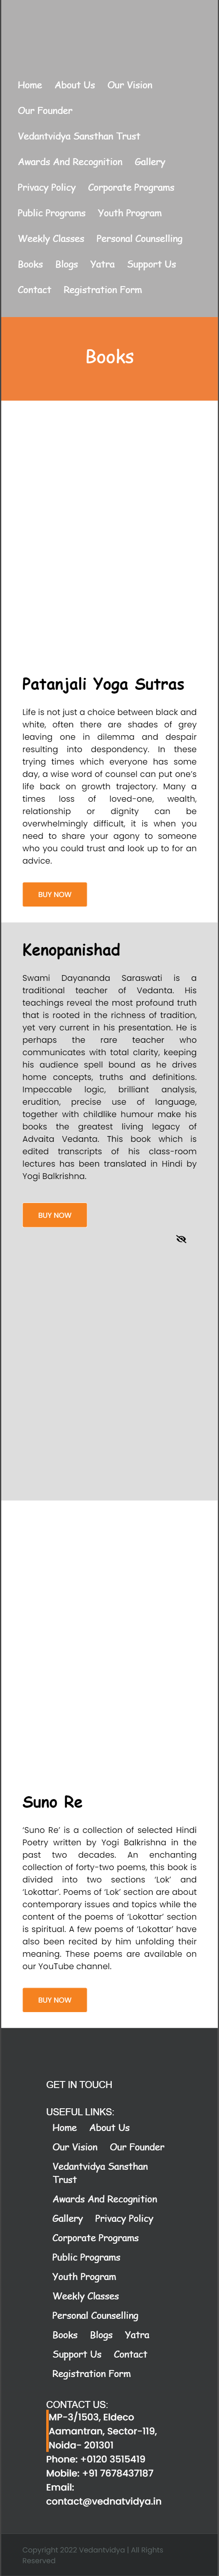 Home About Us Our Vision
Our Founder
Vedantvidya Sansthan Trust
Awards And Recognition Gallery
Privacy Policy Corporate Programs
Public Programs Youth Program
Weekly Classes Personal Counselling
Books Blogs Yatra Support Us
Contact Registration Form
Books
Patanjali Yoga Sutras
Life is not just a choice between black and
white, often there are shades of grey
leaving one in dilemma and despair
resulting into despondency. In these
trying times which everyone has some
day, a wise word of counsel can put one's
life back on growth trajectory. Many a
times loss of loved-one, wealth,
relationship or dignity can be
overwhelmingly difficult, it is when you
need to share your agony to someone
who you could trust and look up to for an
advice.
BUY NOW
Kenopanishad
Swami Dayananda Saraswati is a
traditional teacher of Vedanta. His
teachings reveal the most profound truth
that is rooted in the richness of tradition,
yet very current in his presentation. He is
perhaps the rare teacher who
communicates with total clarity, keeping
his audience spell bound as he drives
home concepts, truths and definitions.
Impeccable logic, brilliant analysis,
erudition, precise use of language,
together with childlike humour make his
books the greatest living legacy of
Advaita Vedanta. This book which is
edited transcripts of his class-room
lectures has been translated in Hindi by
Yogi Balkrishna.
BUY NOW
Suno Re
‘Suno Re’ is a collection of selected Hindi
Poetry written by Yogi Balkrishna in the
past two decades. An enchanting
collection of forty-two poems, this book is
divided into two sections ‘Lok’ and
‘Lokottar’. Poems of ‘Lok’ section are about
contemporary issues and topics while the
content of the poems of ‘Lokottar’ section
is spiritual. A few poems of ‘Lokottar’ have
also been recited by him unfolding their
meaning. These poems are available on
our YouTube channel.
BUY NOW
GET IN TOUCH
USEFUL LINKS:
Home About Us
Our Vision Our Founder
Vedantvidya Sansthan
Trust
Awards And Recognition
Gallery Privacy Policy
Corporate Programs
Public Programs
Youth Program
Weekly Classes
Personal Counselling
Books Blogs Yatra
Support Us Contact
Registration Form
CONTACT US:
MP-3/1503, Eldeco
Aamantran, Sector-119,
Noida- 201301
Phone: +0120 3515419
Mobile: +91 7678437187
Email:
contact@vednatvidya.in
Copyright 2022 Vedantvidya | All Rights
Reserved